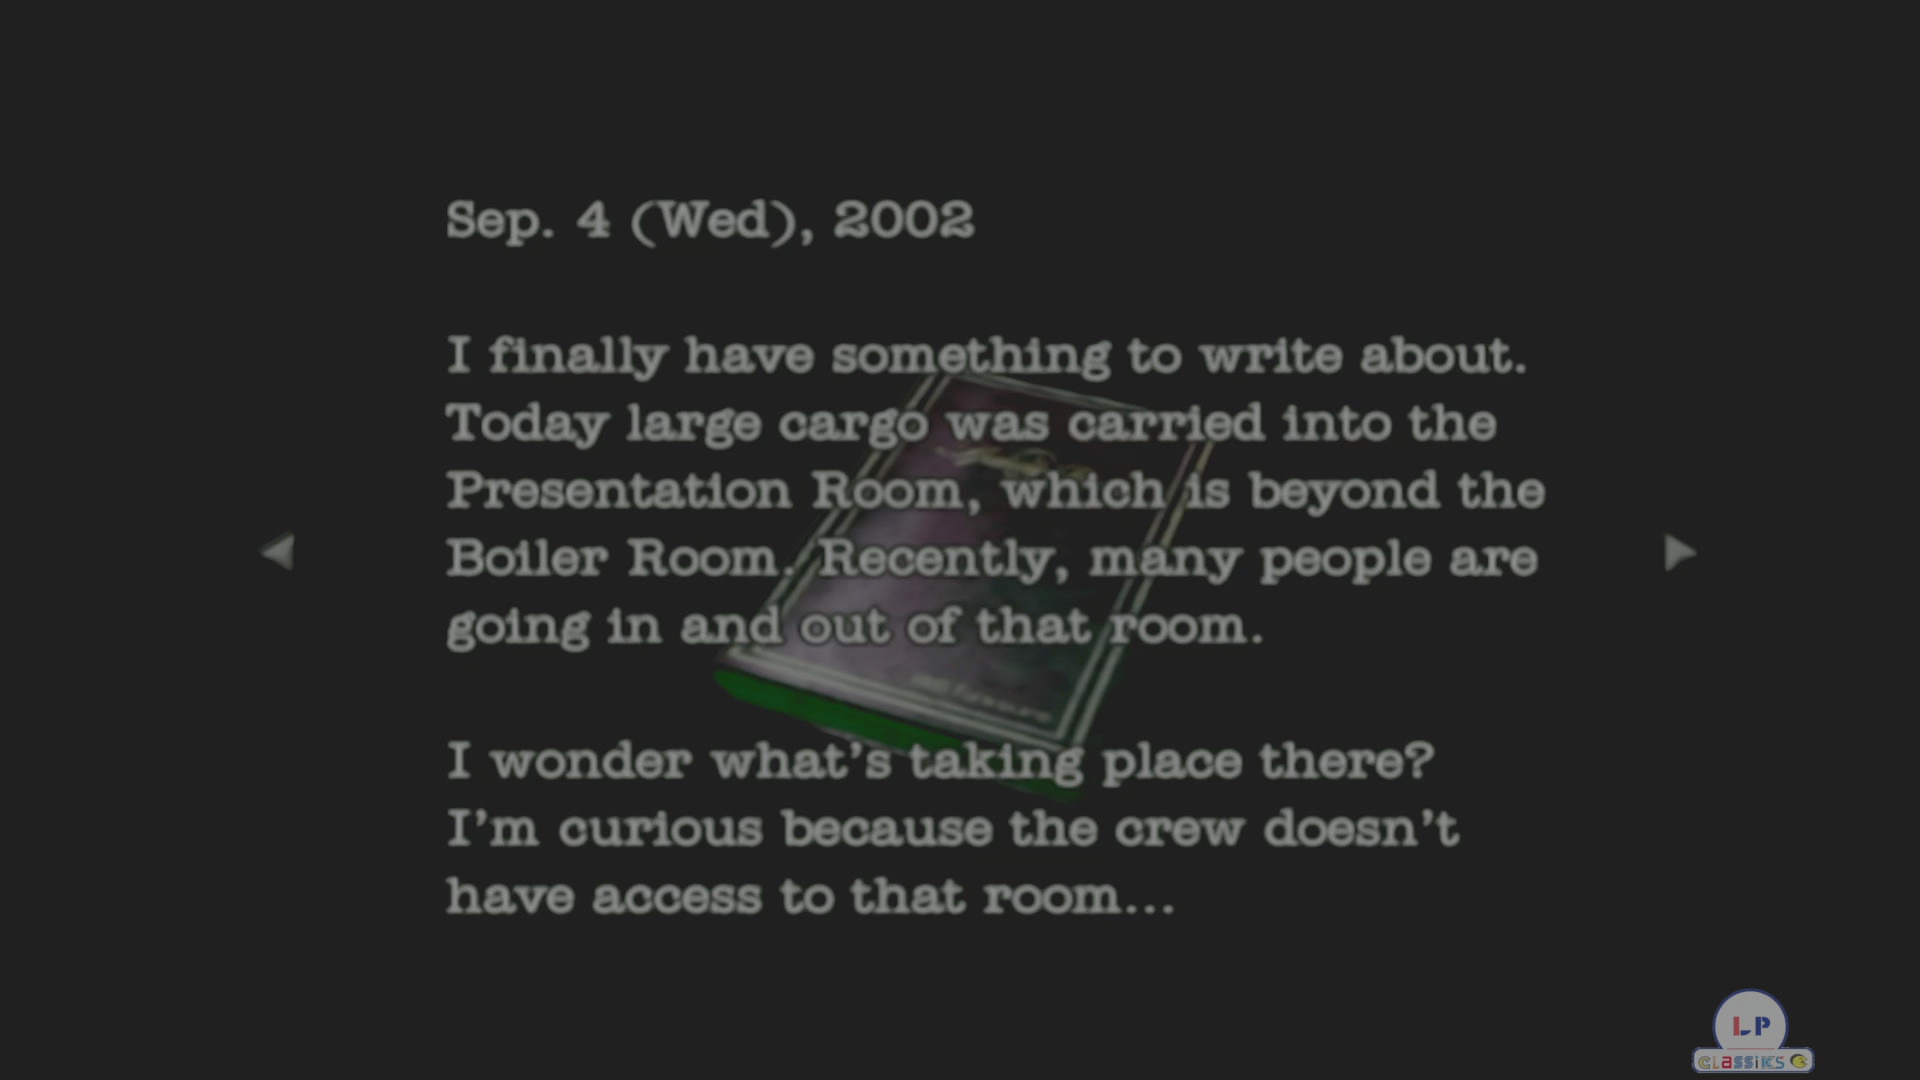 Sep. 4 (Wed), 2002
I finally have something to write about.
Today large cargo was carried into the
Presentation Room, which is beyond the
Boiler Room. Recently, many people are
going in and out of that room.
I wonder what's taking place there?
I'm curious because the crew doesn't
have access to that room...
LP
CLASSIKS